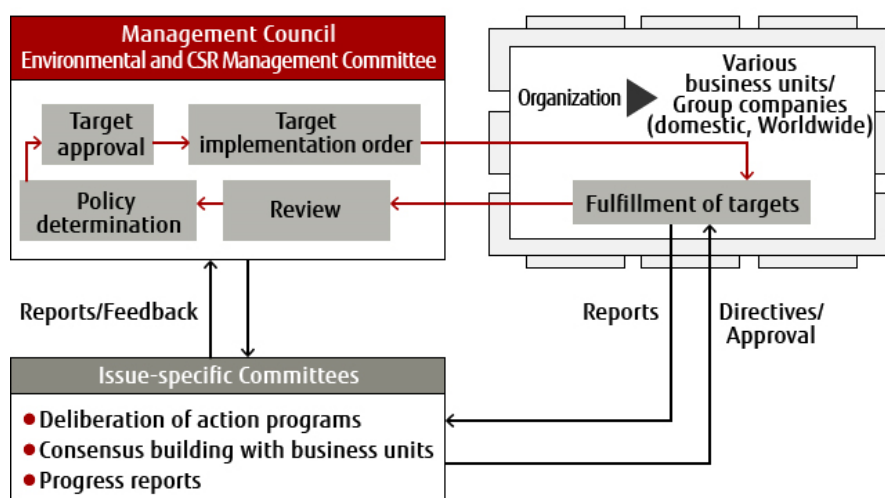 Management Council
Environmental and CSR Management Committee
Target
approval
Target
implementation order
Policy
determination
Review
Organization
Various
business units/
Group companies
(domestic, Worldwide)
Fulfillment of targets
Reports/Feedback
Reports
Directives/
Approval
Issue-specific Committees
Deliberation of action programs
Consensus building with business units
Progress reports